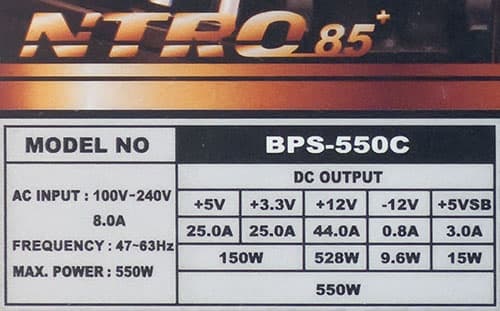 NTRO 85+
MODEL NO BPS-550C
AC INPUT : 100V~240V
8.0A
FREQUENCY : 47~63Hz
MAX. POWER : 550W
DC OUTPUT
+5V +3.3V +12V -12V +5VSB
25.0A 25.0A 44.0A 0.8A 3.0A
150W 528W 9.6W 15W
550W